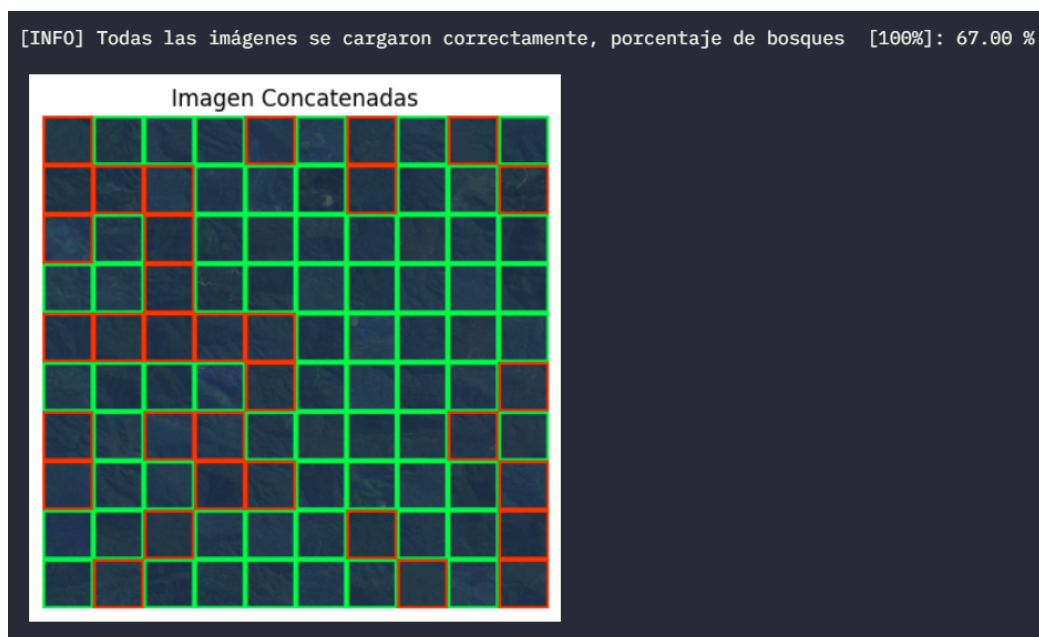 [INFO] Todas las imágenes se cargaron correctamente, porcentaje de bosques  [100%]: 67.00 %
Imagen Concatenadas